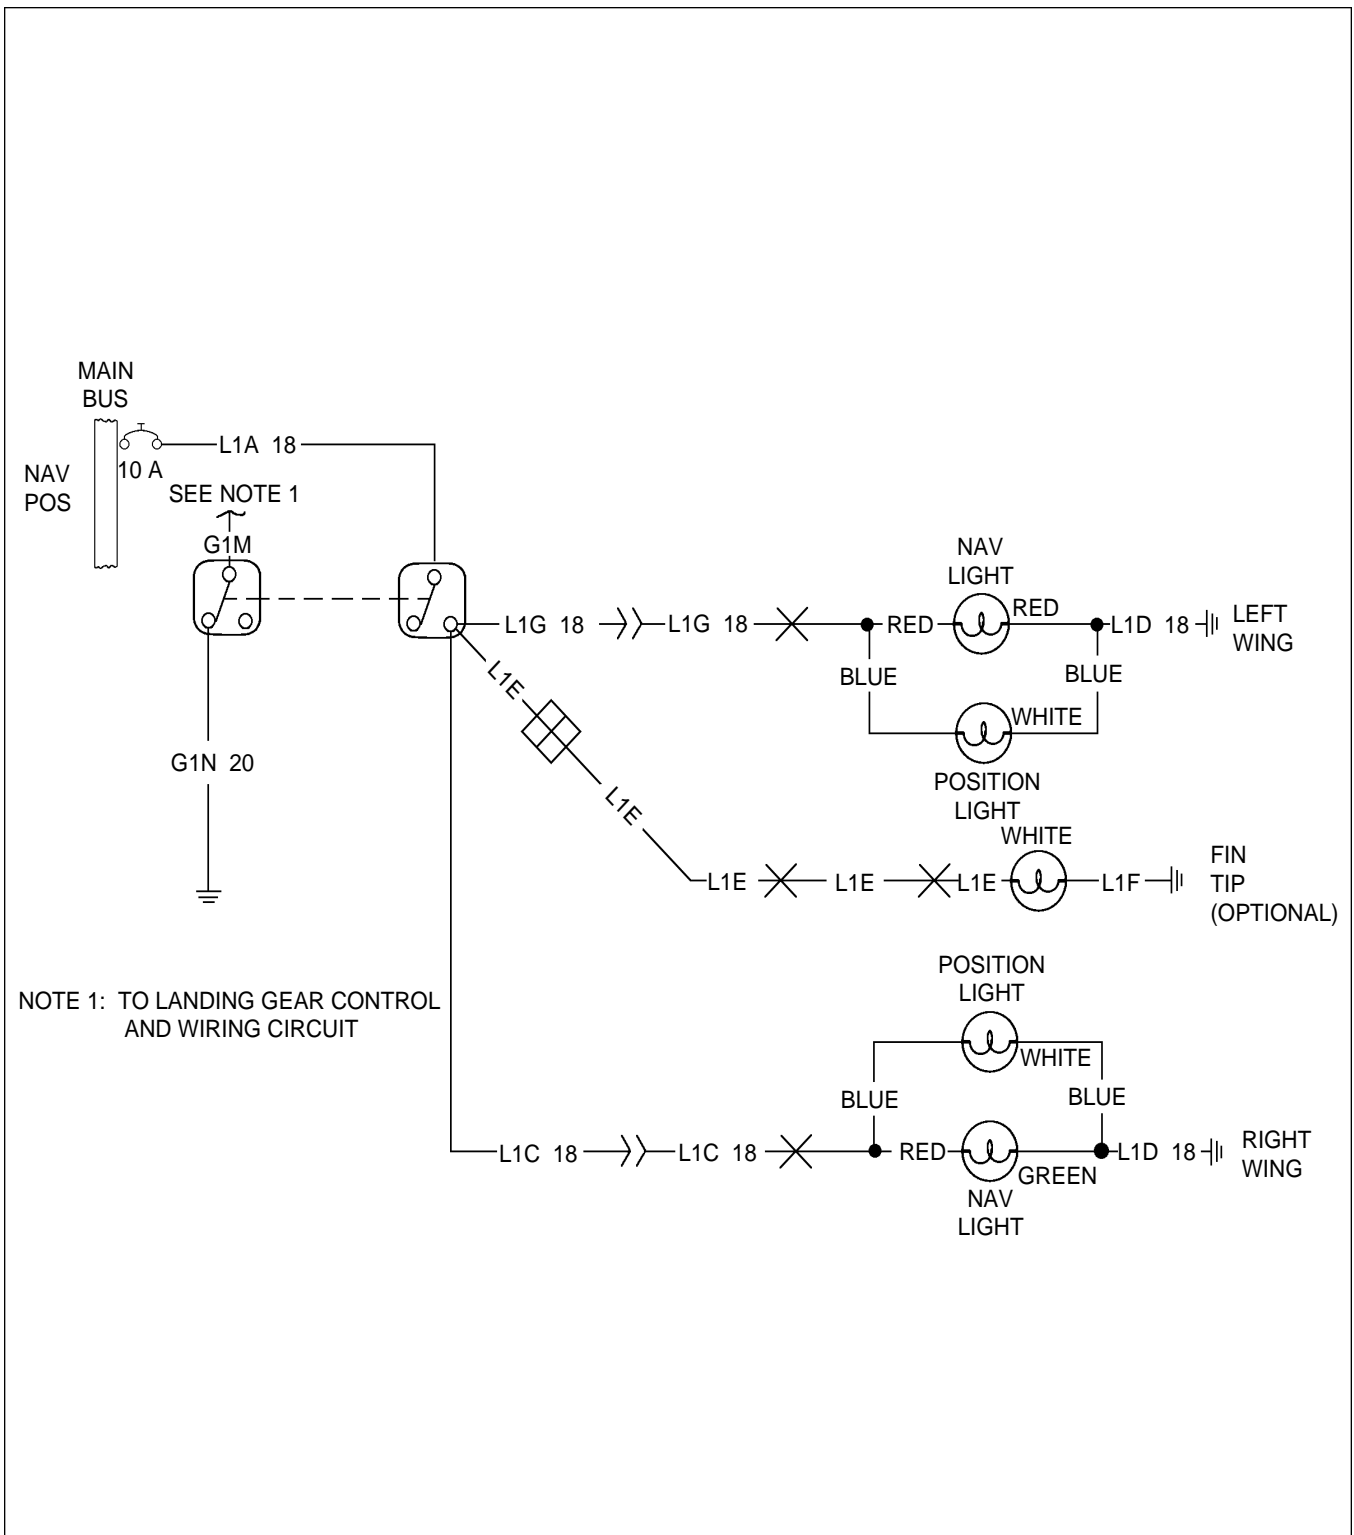 MAIN
BUS
L1A 18
10 A
NAV
POS
SEE NOTE 1
G1M
G1N 20
L1G 18
L1G 18
RED
NAV
LIGHT
RED
L1D 18
LEFT
WING
BLUE
BLUE
WHITE
POSITION
LIGHT
L1E
L1E
L1E
L1E
L1E
WHITE
L1F
FIN
TIP
(OPTIONAL)
NOTE 1: TO LANDING GEAR CONTROL
AND WIRING CIRCUIT
POSITION
LIGHT
WHITE
BLUE
BLUE
L1C 18
L1C 18
RED
GREEN
NAV
LIGHT
L1D 18
RIGHT
WING